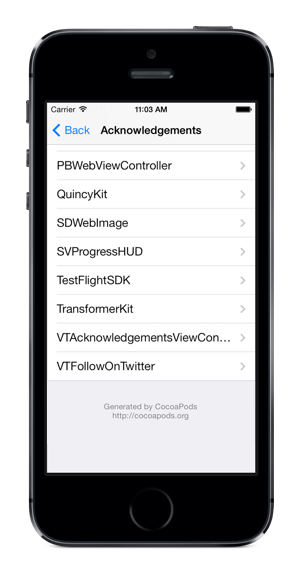 Carrier 11:03 AM
Back Acknowledgements
PBWebViewController
QuincyKit
SDWebImage
SVProgressHUD
TestFlightSDK
TransformerKit
VTAcknowledgementsViewCon...
VTFollowOnTwitter
Generated by CocoaPods
http://cocoapods.org